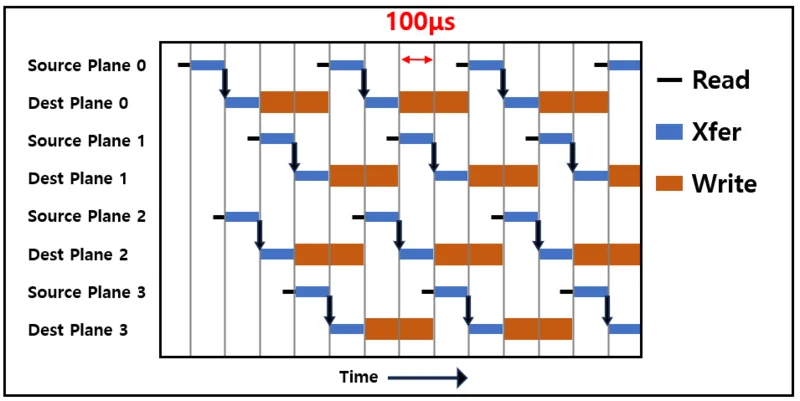 100μs
Source Plane 0
Dest Plane 0
Source Plane 1
Dest Plane 1
Source Plane 2
Dest Plane 2
Source Plane 3
Dest Plane 3
Read
Xfer
Write
Time